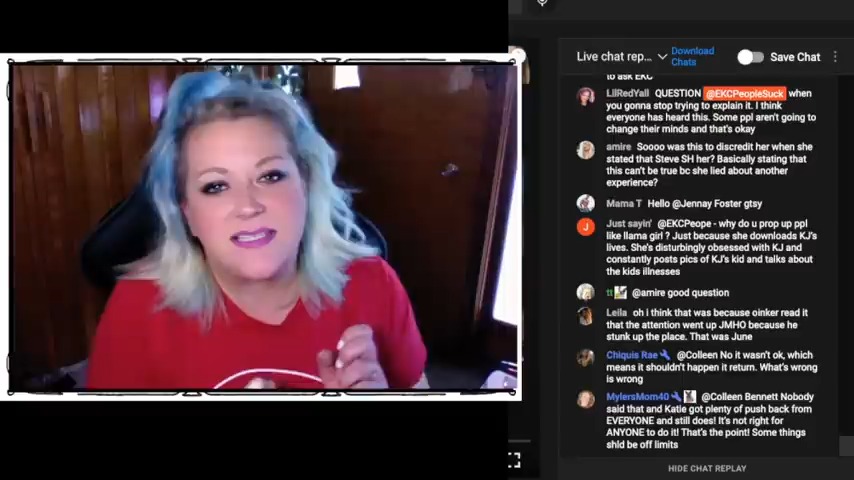 Live chat rep...
Download
Chats
Save Chat
to ask EKC
LilRedYall QUESTION @EKCPeopleSuck when
you gonna stop trying to explain it. I think
everyone has heard this. Some ppl aren't going to
change their minds and that's okay
amire Soooo was this to discredit her when she
stated that Steve SH her? Basically stating that
this can't be true bc she lied about another
experience?
Mama T Hello @Jennay Foster gtsy
J
Just sayin' @EKCPeope - why do u prop up ppl
like llama girl ? Just because she downloads KJ's
lives. She's disturbingly obsessed with KJ and
constantly posts pics of KJ's kid and talks about
the kids illnesses
tt @amire good question
Leila oh i think that was because oinker read it
that the attention went up JMHO because he
stunk up the place. That was June
Chiquis Rae @Colleen No it wasn't ok, which
means it shouldn't happen it return. What's wrong
is wrong
MylersMom40 @Colleen Bennett Nobody
said that and Katie got plenty of push back from
EVERYONE and still does! It's not right for
ANYONE to do it! That's the point! Some things
shld be off limits
HIDE CHAT REPLAY